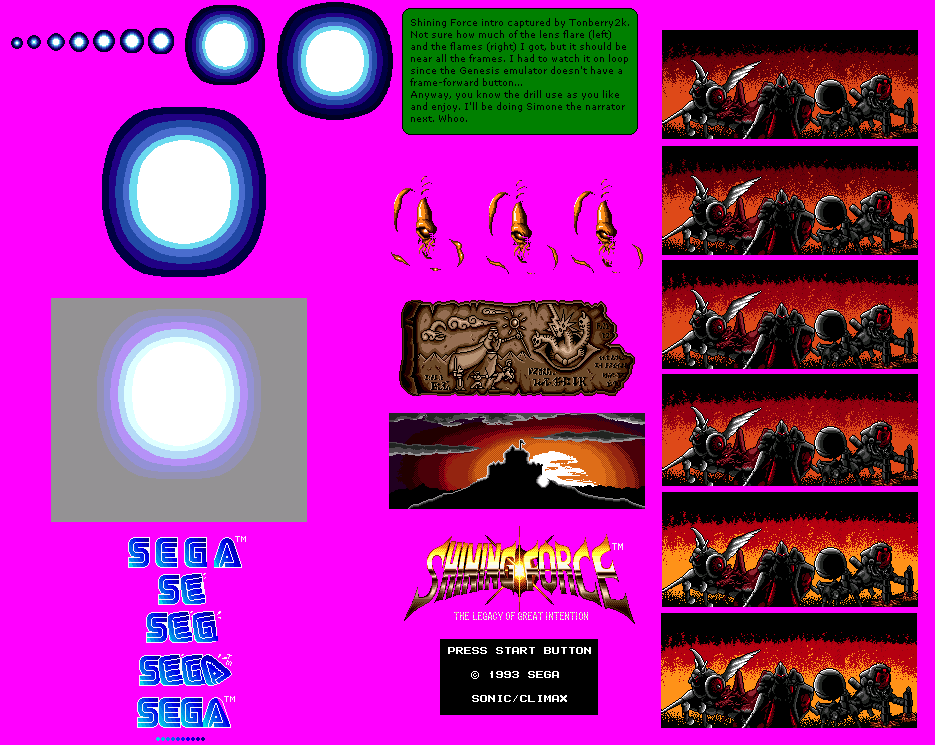 Shining Force intro captured by Tonberry2k.
Not sure how much of the lens flare (left)
and the flames (right) I got, but it should be
near all the frames. I had to watch it on loop
since the Genesis emulator doesn't have a
frame-forward button...
Anyway, you know the drill use as you like
and enjoy. I'll be doing Simone the narrator
next. Whoo.
SEGA™
SE
SEG
SEGA
SEGA™
SHINING FORCE™
THE LEGACY OF GREAT INTENTION
PRESS START BUTTON
© 1993 SEGA
SONIC/CLIMAX